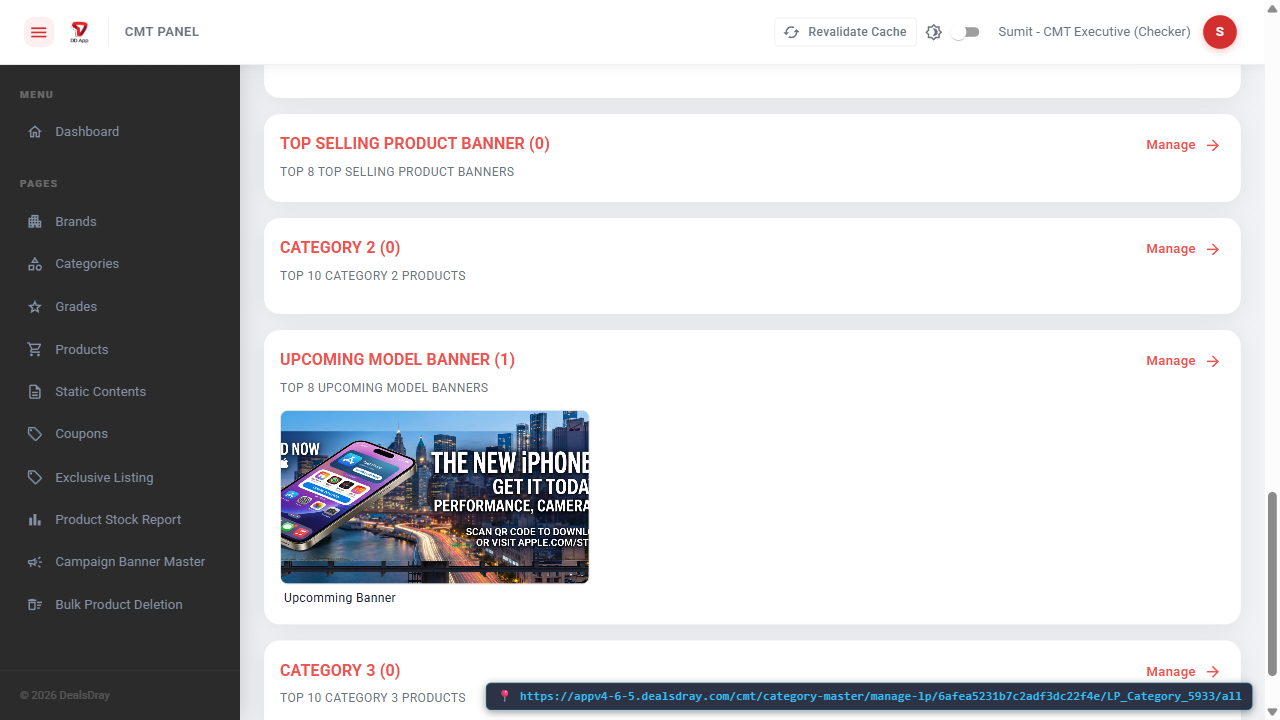 DD App
CMT PANEL
Revalidate Cache
Sumit - CMT Executive (Checker)
S
MENU
Dashboard
PAGES
Brands
Categories
Grades
Products
Static Contents
Coupons
Exclusive Listing
Product Stock Report
Campaign Banner Master
Bulk Product Deletion
© 2026 DealsDray
TOP SELLING PRODUCT BANNER (0)
Manage
TOP 8 TOP SELLING PRODUCT BANNERS
CATEGORY 2 (0)
Manage
TOP 10 CATEGORY 2 PRODUCTS
UPCOMING MODEL BANNER (1)
Manage
TOP 8 UPCOMING MODEL BANNERS
D NOW
THE NEW iPHONE
GET IT TODA
PERFORMANCE, CAMERA
SCAN QR CODE TO DOWNL
OR VISIT APPLE.COM/ST
Upcomming Banner
CATEGORY 3 (0)
Manage
TOP 10 CATEGORY 3 PRODUCTS
https://appv4-6-5.dealsdray.com/cmt/category-master/manage-lp/6afea5231b7c2adf3dc22f4e/LP_Category_5933/all